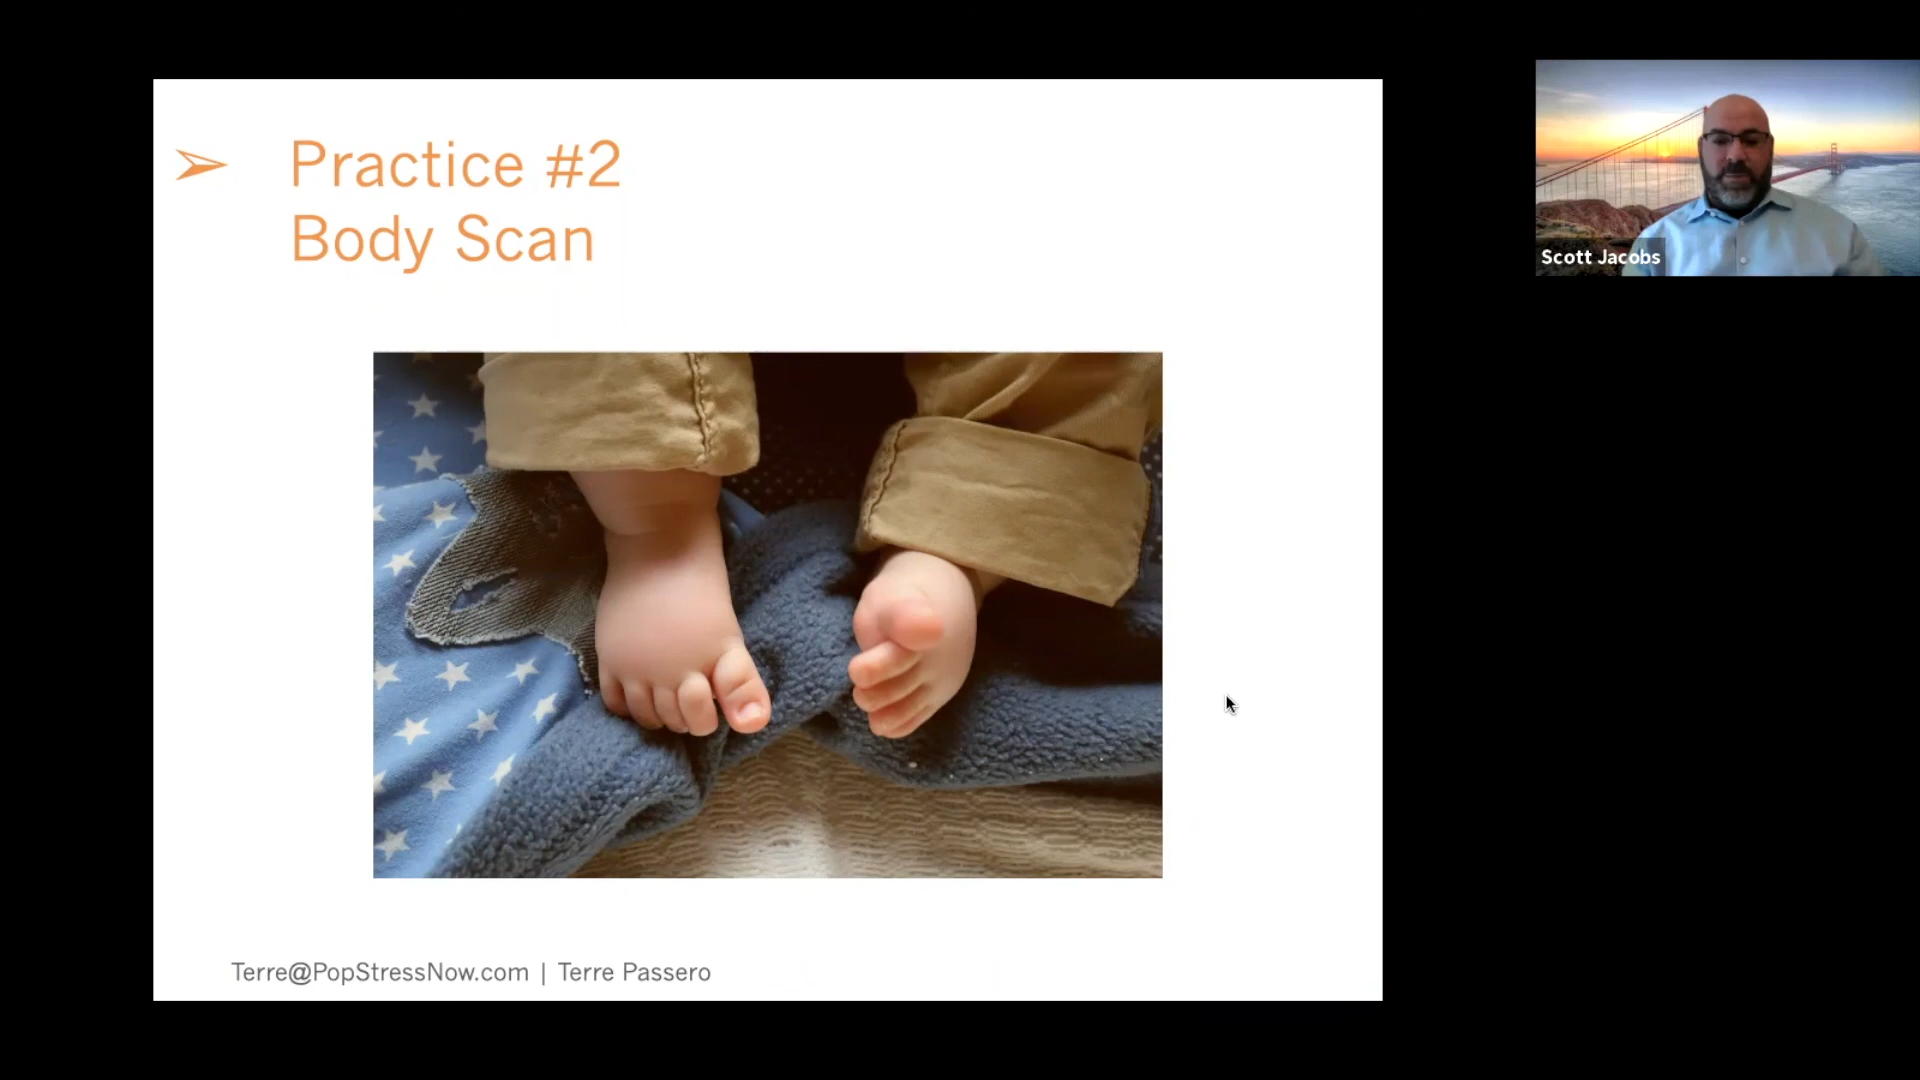 Practice #2
Body Scan
Scott Jacobs
Terre@PopStressNow.com | Terre Passero